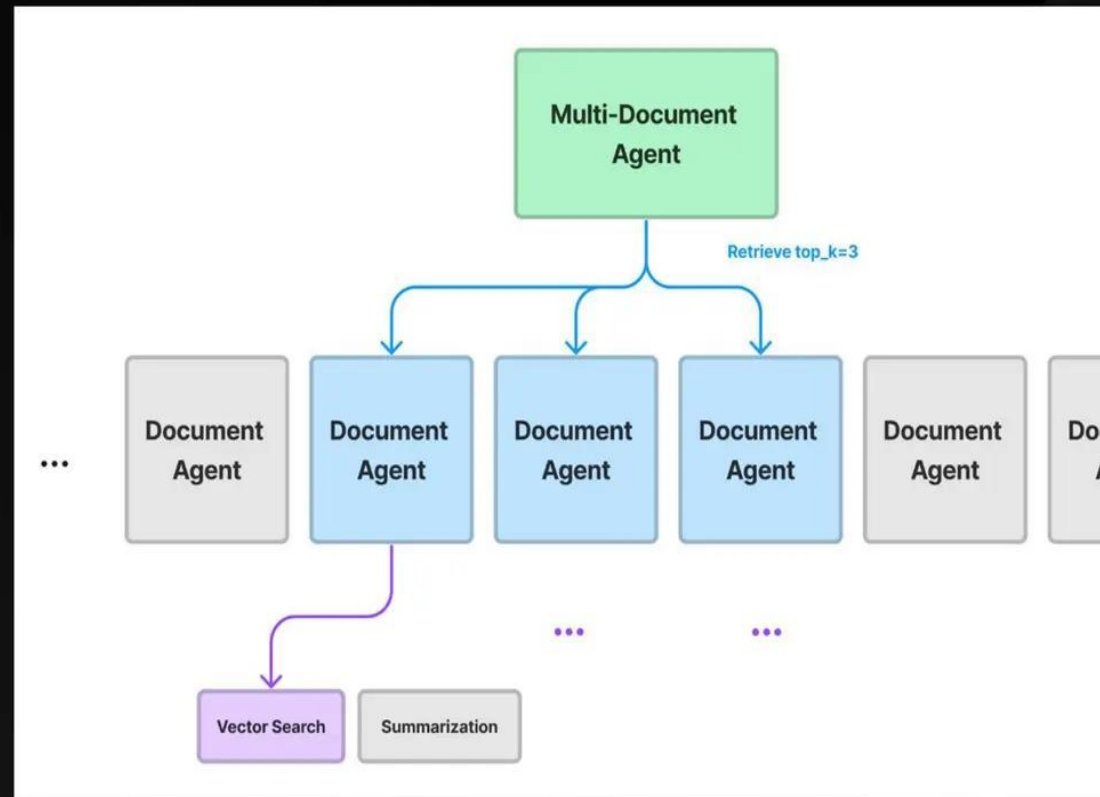 Multi-Document
Agent
Retrieve top_k=3
...
Document
Agent
Document
Agent
Document
Agent
Document
Agent
Document
Agent
...
...
Vector Search
Summarization